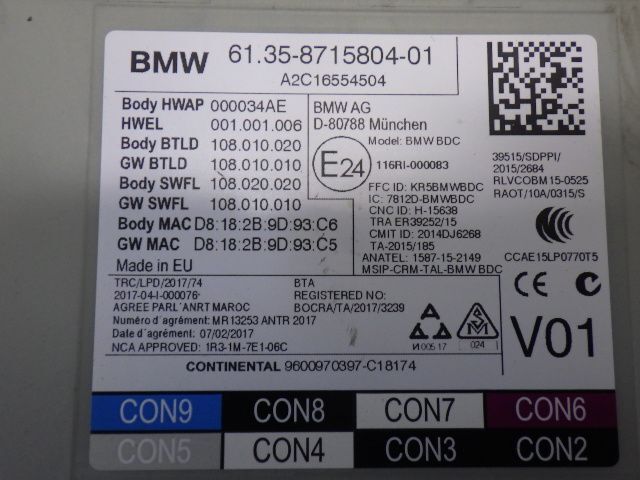 BMW 61.35-8715804-01
A2C16554504
Body HWAP 000034AE
HWEL 001.001.006
Body BTLD 108.010.020
GW BTLD 108.010.010
Body SWFL 108.020.020
GW SWFL 108.010.010
Body MAC D8:18:2B:9D:93:C6
GW MAC D8:18:2B:9D:93:C5
Made in EU
BMW AG
D-80788 München
Model: BMW BDC
E24
116RI-000083
FFC ID: KR5BMWBDC
IC: 7812D-BMWBDC
CNC ID: H-15638
TRA ER39252/15
CMIT ID: 2014DJ6268
TA-2015/185
ANATEL: 1587-15-2149
MSIP-CRM-TAL-BMW BDC
39515/SDPPI/
2015/2684
RLVCOBM15-0525
RAOT/10A/0315/S
CCAE15LP0770T5
CE
TRC/LPD/2017/74
2017-04-I-000076
AGREE PARL´ANRT MAROC
Numéro d´agrément: MR13253 ANTR 2017
Date d´agrément: 07/02/2017
NCA APPROVED: 1R3-1M-7E1-06C
BTA
REGISTERED NO:
BOCRA/TA/2017/3239
И005 17
024
V01
CONTINENTAL 9600970397-C18174
CON9 CON8 CON7 CON6
CON5 CON4 CON3 CON2